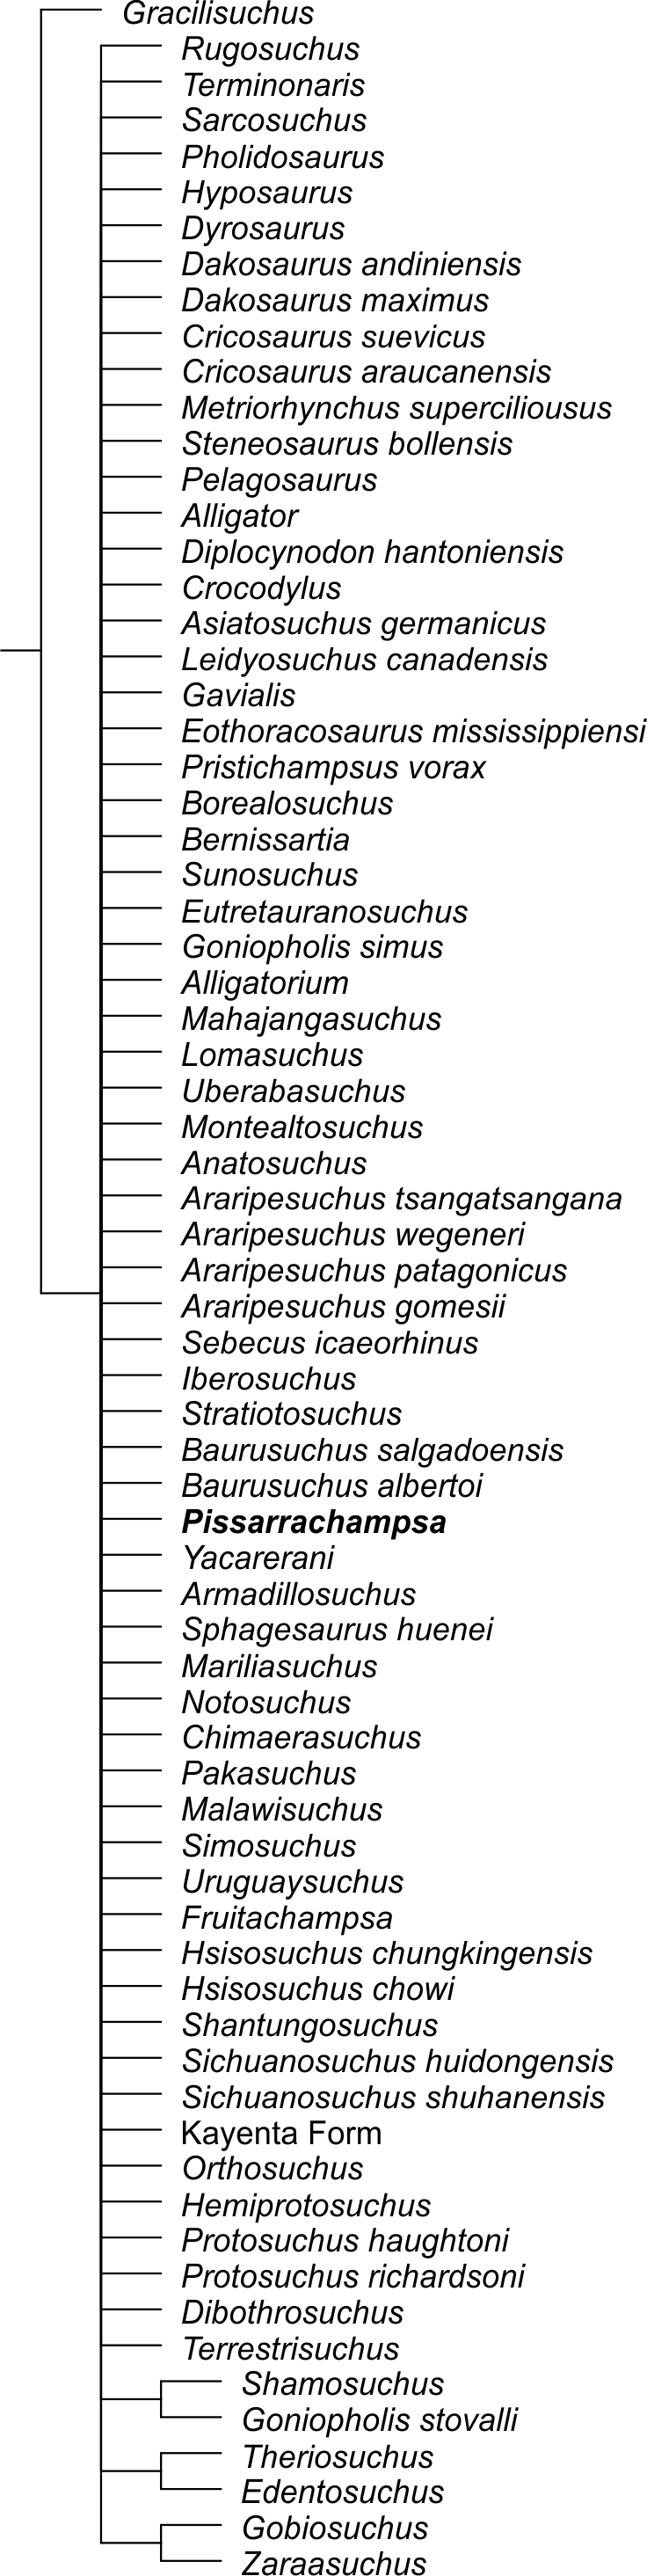 Gracilisuchus
Rugosuchus
Terminonaris
Sarcosuchus
Pholidosaurus
Hyposaurus
Dyrosaurus
Dakosaurus andiniensis
Dakosaurus maximus
Cricosaurus suevicus
Cricosaurus araucanensis
Metriorhynchus superciliousus
Steneosaurus bollensis
Pelagosaurus
Alligator
Diplocynodon hantoniensis
Crocodylus
Asiatosuchus germanicus
Leidyosuchus canadensis
Gavialis
Eothoracosaurus mississippiensi
Pristichampsus vorax
Borealosuchus
Bernissartia
Sunosuchus
Eutretauranosuchus
Goniopholis simus
Alligatorium
Mahajangasuchus
Lomasuchus
Uberabasuchus
Montealtosuchus
Anatosuchus
Araripesuchus tsangatsangana
Araripesuchus wegeneri
Araripesuchus patagonicus
Araripesuchus gomesii
Sebecus icaeorhinus
Iberosuchus
Stratiotosuchus
Baurusuchus salgadoensis
Baurusuchus albertoi
Pissarrachampsa
Yacarerani
Armadillosuchus
Sphagesaurus huenei
Mariliasuchus
Notosuchus
Chimaerasuchus
Pakasuchus
Malawisuchus
Simosuchus
Uruguaysuchus
Fruitachampsa
Hsisosuchus chungkingensis
Hsisosuchus chowi
Shantungosuchus
Sichuanosuchus huidongensis
Sichuanosuchus shuhanensis
Kayenta Form
Orthosuchus
Hemiprotosuchus
Protosuchus haughtoni
Protosuchus richardsoni
Dibothrosuchus
Terrestrisuchus
Shamosuchus
Goniopholis stovalli
Theriosuchus
Edentosuchus
Gobiosuchus
Zaraasuchus